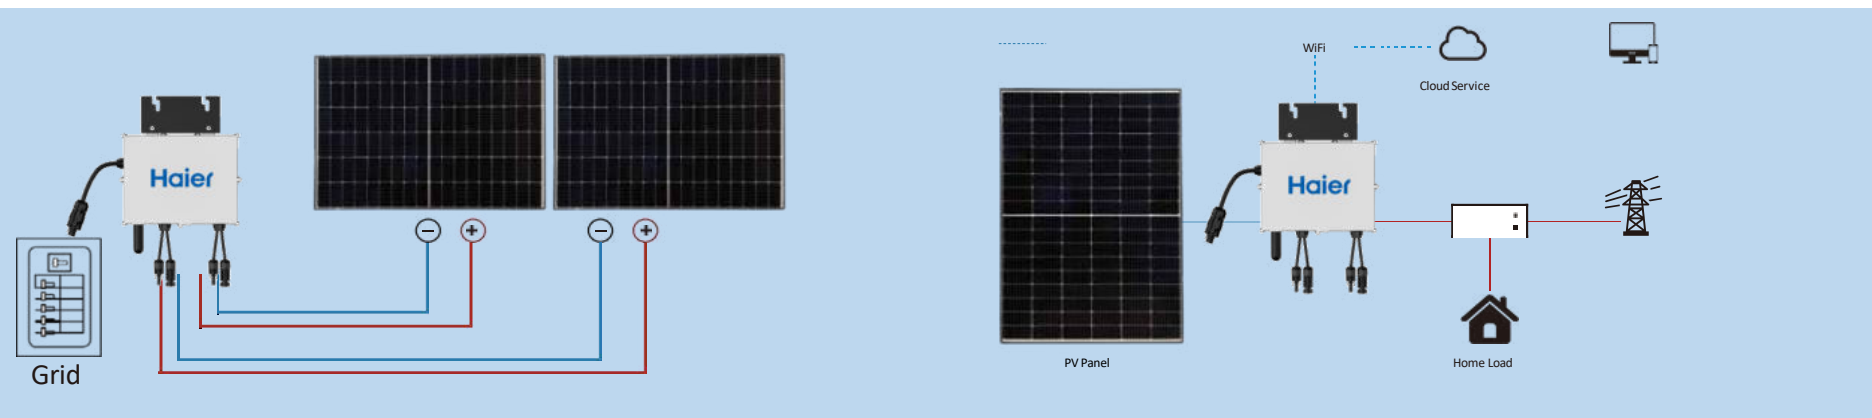 Haier
Grid
WiFi
Cloud Service
Haier
PV Panel
Home Load